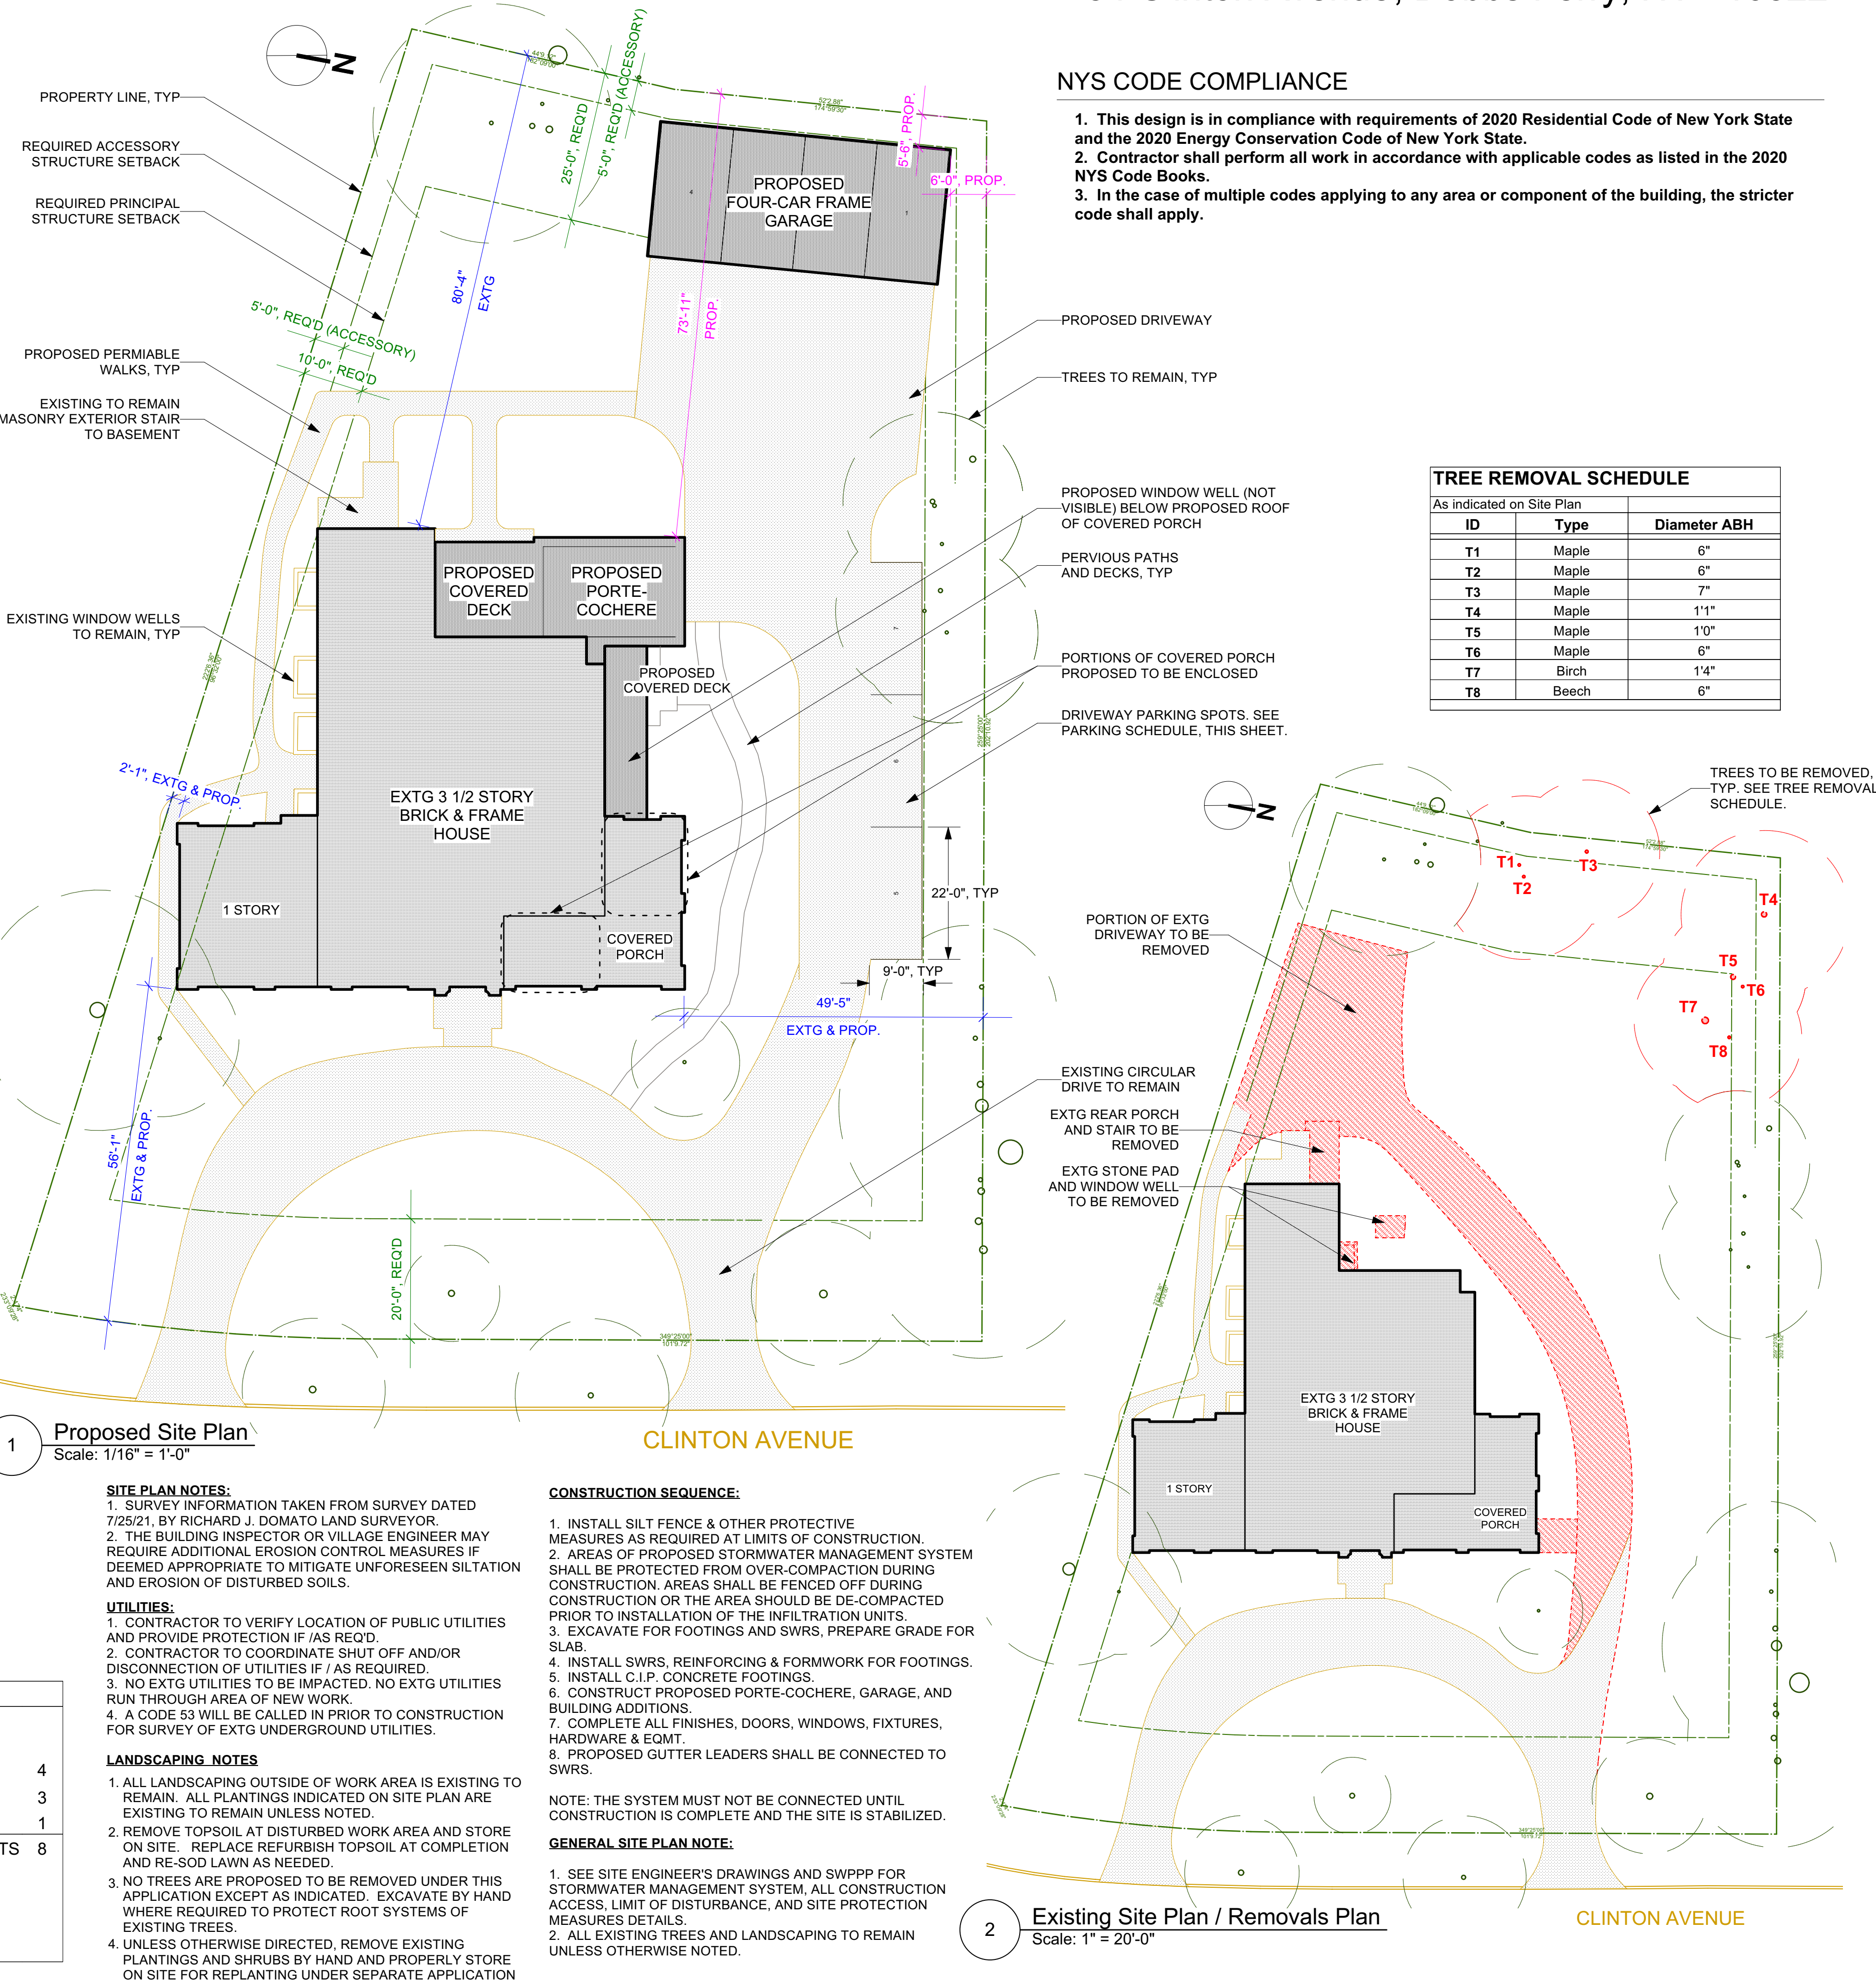 N
PROPERTY LINE, TYP
REQUIRED ACCESSORY
STRUCTURE SETBACK
REQUIRED PRINCIPAL
STRUCTURE SETBACK
5'-0", REQ'D (ACCESSORY)
10'-0", REQ'D
PROPOSED PERMIABLE
WALKS, TYP
EXISTING TO REMAIN
MASONRY EXTERIOR STAIR
TO BASEMENT
EXISTING WINDOW WELLS
TO REMAIN, TYP
2'-1", EXTG & PROP.
25'-0", REQ'D
5'-0", REQ'D (ACCESSORY)
80'-4"
EXTG
73'-11"
PROP.
5'-6", PROP.
6'-0", PROP.
52'2.88"
174°59'30"
4
PROPOSED
FOUR-CAR FRAME
GARAGE
1
PROPOSED
COVERED
DECK
PROPOSED
PORTE-
COCHERE
PROPOSED
COVERED DECK
EXTG 3 1/2 STORY
BRICK & FRAME
HOUSE
1 STORY
COVERED
PORCH
7
6
5
259°25'00"
202'10.92"
22'-0", TYP
9'-0", TYP
49'-5"
EXTG & PROP.
56'-1"
EXTG & PROP.
20'-0", REQ'D
349°25'00"
101'9.72"
PROPOSED DRIVEWAY
TREES TO REMAIN, TYP
PROPOSED WINDOW WELL (NOT
VISIBLE) BELOW PROPOSED ROOF
OF COVERED PORCH
PERVIOUS PATHS
AND DECKS, TYP
PORTIONS OF COVERED PORCH
PROPOSED TO BE ENCLOSED
DRIVEWAY PARKING SPOTS. SEE
PARKING SCHEDULE, THIS SHEET.
EXISTING CIRCULAR
DRIVE TO REMAIN
1
Proposed Site Plan
Scale: 1/16" = 1'-0"
CLINTON AVENUE
NYS CODE COMPLIANCE
1. This design is in compliance with requirements of 2020 Residential Code of New York State
and the 2020 Energy Conservation Code of New York State.
2. Contractor shall perform all work in accordance with applicable codes as listed in the 2020
NYS Code Books.
3. In the case of multiple codes applying to any area or component of the building, the stricter
code shall apply.
TREE REMOVAL SCHEDULE
As indicated on Site Plan
ID Type Diameter ABH
T1 Maple 6"
T2 Maple 6"
T3 Maple 7"
T4 Maple 1'1"
T5 Maple 1'0"
T6 Maple 6"
T7 Birch 1'4"
T8 Beech 6"
N
TREES TO BE REMOVED,
TYP. SEE TREE REMOVAL
SCHEDULE.
T1
T2
T3
T4
T5
T6
T7
T8
PORTION OF EXTG
DRIVEWAY TO BE
REMOVED
EXTG REAR PORCH
AND STAIR TO BE
REMOVED
EXTG STONE PAD
AND WINDOW WELL
TO BE REMOVED
EXTG 3 1/2 STORY
BRICK & FRAME
HOUSE
1 STORY
COVERED
PORCH
349°25'00"
101'9.72"
2
Existing Site Plan / Removals Plan
Scale: 1" = 20'-0"
CLINTON AVENUE
SITE PLAN NOTES:
1. SURVEY INFORMATION TAKEN FROM SURVEY DATED
7/25/21, BY RICHARD J. DOMATO LAND SURVEYOR.
2. THE BUILDING INSPECTOR OR VILLAGE ENGINEER MAY
REQUIRE ADDITIONAL EROSION CONTROL MEASURES IF
DEEMED APPROPRIATE TO MITIGATE UNFORESEEN SILTATION
AND EROSION OF DISTURBED SOILS.
UTILITIES:
1. CONTRACTOR TO VERIFY LOCATION OF PUBLIC UTILITIES
AND PROVIDE PROTECTION IF /AS REQ'D.
2. CONTRACTOR TO COORDINATE SHUT OFF AND/OR
DISCONNECTION OF UTILITIES IF / AS REQUIRED.
3. NO EXTG UTILITIES TO BE IMPACTED. NO EXTG UTILITIES
RUN THROUGH AREA OF NEW WORK.
4. A CODE 53 WILL BE CALLED IN PRIOR TO CONSTRUCTION
FOR SURVEY OF EXTG UNDERGROUND UTILITIES.
LANDSCAPING NOTES
1. ALL LANDSCAPING OUTSIDE OF WORK AREA IS EXISTING TO
REMAIN. ALL PLANTINGS INDICATED ON SITE PLAN ARE
EXISTING TO REMAIN UNLESS NOTED.
2. REMOVE TOPSOIL AT DISTURBED WORK AREA AND STORE
ON SITE. REPLACE REFURBISH TOPSOIL AT COMPLETION
AND RE-SOD LAWN AS NEEDED.
3. NO TREES ARE PROPOSED TO BE REMOVED UNDER THIS
APPLICATION EXCEPT AS INDICATED. EXCAVATE BY HAND
WHERE REQUIRED TO PROTECT ROOT SYSTEMS OF
EXISTING TREES.
4. UNLESS OTHERWISE DIRECTED, REMOVE EXISTING
PLANTINGS AND SHRUBS BY HAND AND PROPERLY STORE
ON SITE FOR REPLANTING UNDER SEPARATE APPLICATION
4
3
1
TS 8
CONSTRUCTION SEQUENCE:
1. INSTALL SILT FENCE & OTHER PROTECTIVE
MEASURES AS REQUIRED AT LIMITS OF CONSTRUCTION.
2. AREAS OF PROPOSED STORMWATER MANAGEMENT SYSTEM
SHALL BE PROTECTED FROM OVER-COMPACTION DURING
CONSTRUCTION. AREAS SHALL BE FENCED OFF DURING
CONSTRUCTION OR THE AREA SHOULD BE DE-COMPACTED
PRIOR TO INSTALLATION OF THE INFILTRATION UNITS.
3. EXCAVATE FOR FOOTINGS AND SWRS, PREPARE GRADE FOR
SLAB.
4. INSTALL SWRS, REINFORCING & FORMWORK FOR FOOTINGS.
5. INSTALL C.I.P. CONCRETE FOOTINGS.
6. CONSTRUCT PROPOSED PORTE-COCHERE, GARAGE, AND
BUILDING ADDITIONS.
7. COMPLETE ALL FINISHES, DOORS, WINDOWS, FIXTURES,
HARDWARE & EQMT.
8. PROPOSED GUTTER LEADERS SHALL BE CONNECTED TO
SWRS.
NOTE: THE SYSTEM MUST NOT BE CONNECTED UNTIL
CONSTRUCTION IS COMPLETE AND THE SITE IS STABILIZED.
GENERAL SITE PLAN NOTE:
1. SEE SITE ENGINEER'S DRAWINGS AND SWPPP FOR
STORMWATER MANAGEMENT SYSTEM, ALL CONSTRUCTION
ACCESS, LIMIT OF DISTURBANCE, AND SITE PROTECTION
MEASURES DETAILS.
2. ALL EXISTING TREES AND LANDSCAPING TO REMAIN
UNLESS OTHERWISE NOTED.